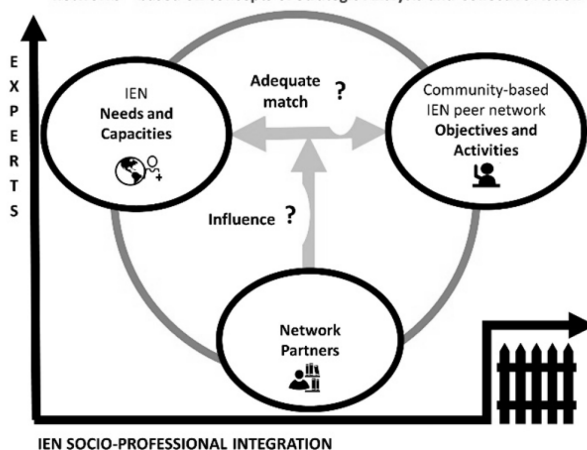 Adequate
match ?
IEN
Needs and
Capacities
Community-based
IEN peer network
Objectives and
Activities
Influence ?
Network
Partners
EXPERTS
IEN SOCIO-PROFESSIONAL INTEGRATION